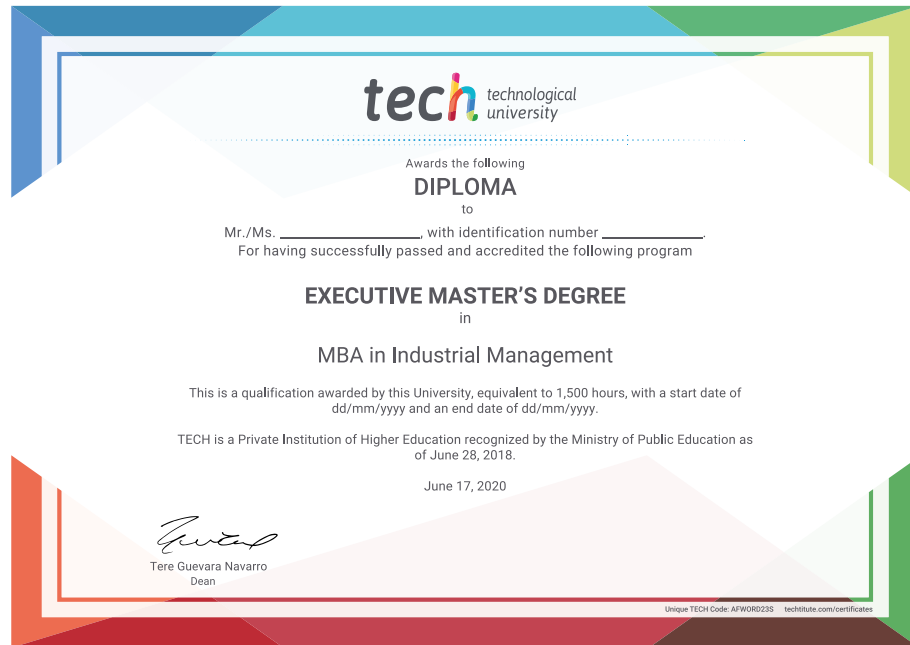 tech technological
university
Awards the following
DIPLOMA
to
Mr./Ms. ____________________, with identification number ______________.
For having successfully passed and accredited the following program
EXECUTIVE MASTER'S DEGREE
in
MBA in Industrial Management
This is a qualification awarded by this University, equivalent to 1,500 hours, with a start date of
dd/mm/yyyy and an end date of dd/mm/yyyy.
TECH is a Private Institution of Higher Education recognized by the Ministry of Public Education as
of June 28, 2018.
June 17, 2020
Tere Guevara Navarro
Dean
Unique TECH Code: AFWORD23S techtitute.com/certificates